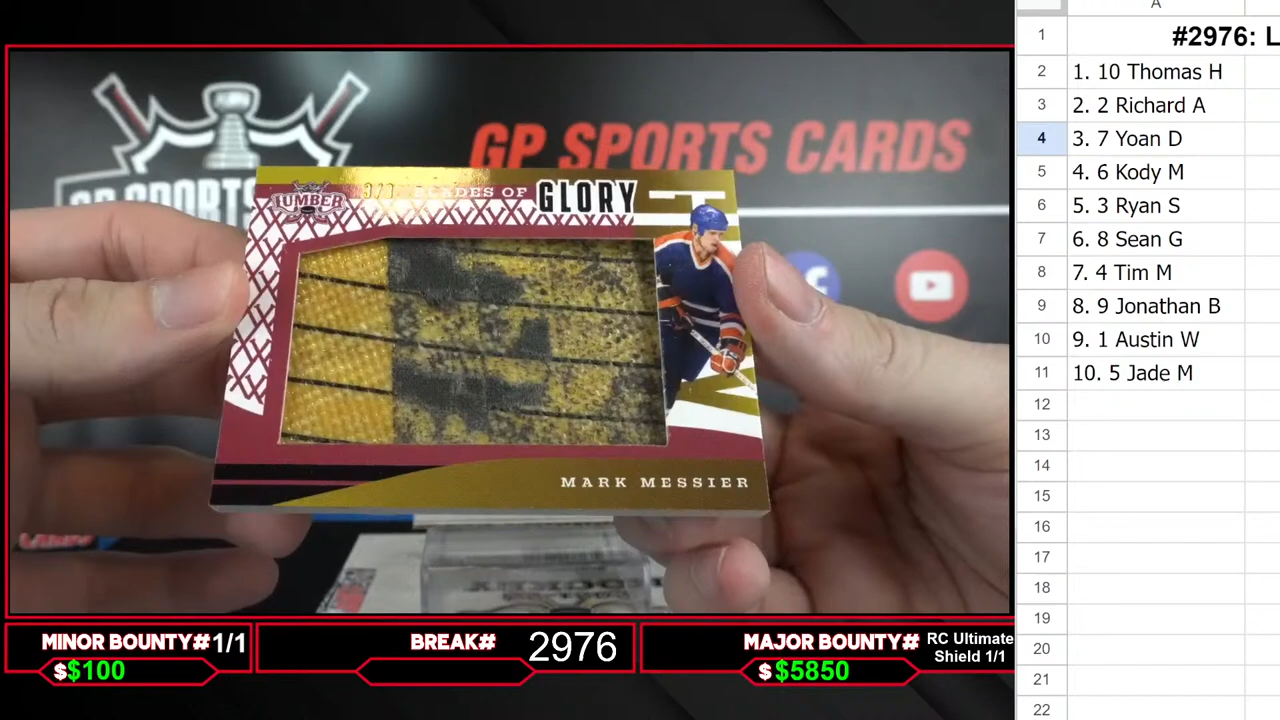 GP SPORTS CARDS
GP SPORTS
LUMBER
BLADES OF GLORY
MARK MESSIER
MINOR BOUNTY# 1/1
$$100
BREAK# 2976
MAJOR BOUNTY# RC Ultimate
Shield 1/1
$$5850
A
1 #2976: L
2 1. 10 Thomas H
3 2. 2 Richard A
4 3. 7 Yoan D
5 4. 6 Kody M
6 5. 3 Ryan S
7 6. 8 Sean G
8 7. 4 Tim M
9 8. 9 Jonathan B
10 9. 1 Austin W
11 10. 5 Jade M
12
13
14
15
16
17
18
19
20
21
22